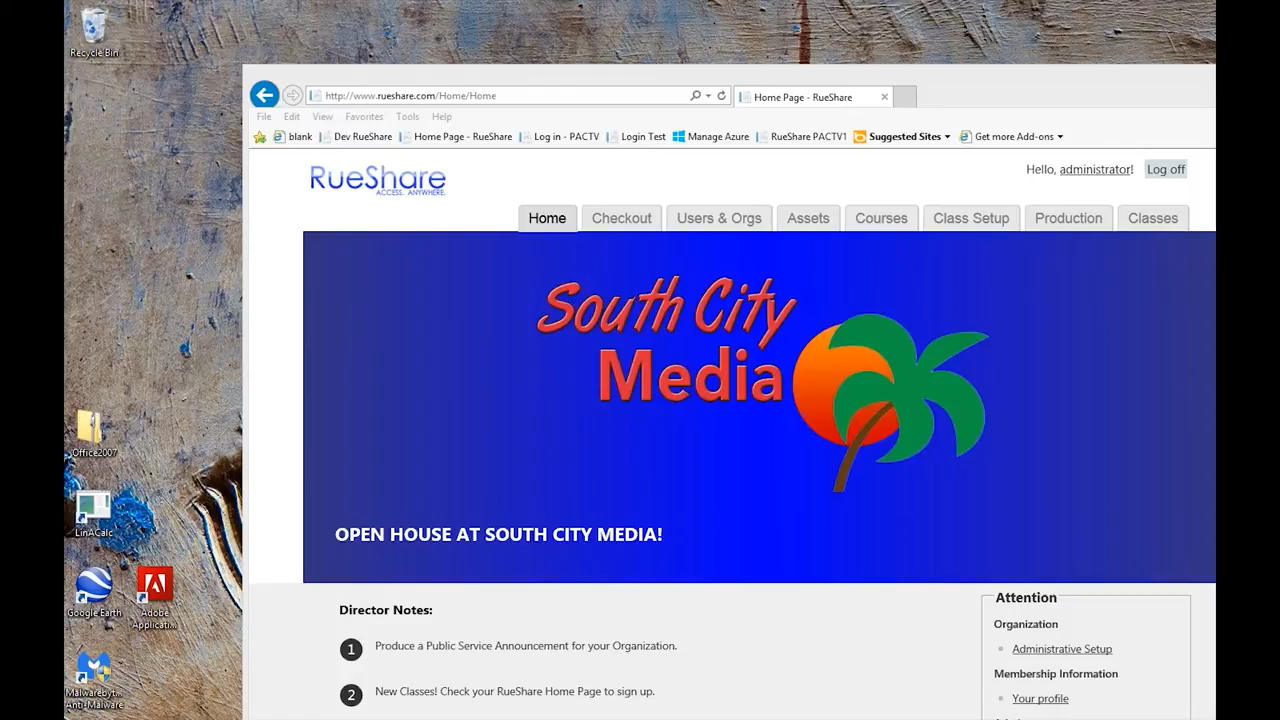 Recycle Bin
http://www.rueshare.com/Home/Home
Home Page - RueShare
File Edit View Favorites Tools Help
blank Dev RueShare Home Page - RueShare Log in - PACTV Login Test Manage Azure RueShare PACTV1 Suggested Sites Get more Add-ons
RueShare
ACCESS. ANYWHERE.
Hello, administrator! Log off
Home Checkout Users & Orgs Assets Courses Class Setup Production Classes
South City
Media
OPEN HOUSE AT SOUTH CITY MEDIA!
Office2007
LinACalc
Google Earth
Adobe
Applicati...
Malwareby...
Anti-Malware
Director Notes:
1 Produce a Public Service Announcement for your Organization.
2 New Classes! Check your RueShare Home Page to sign up.
Attention
Organization
Administrative Setup
Membership Information
Your profile